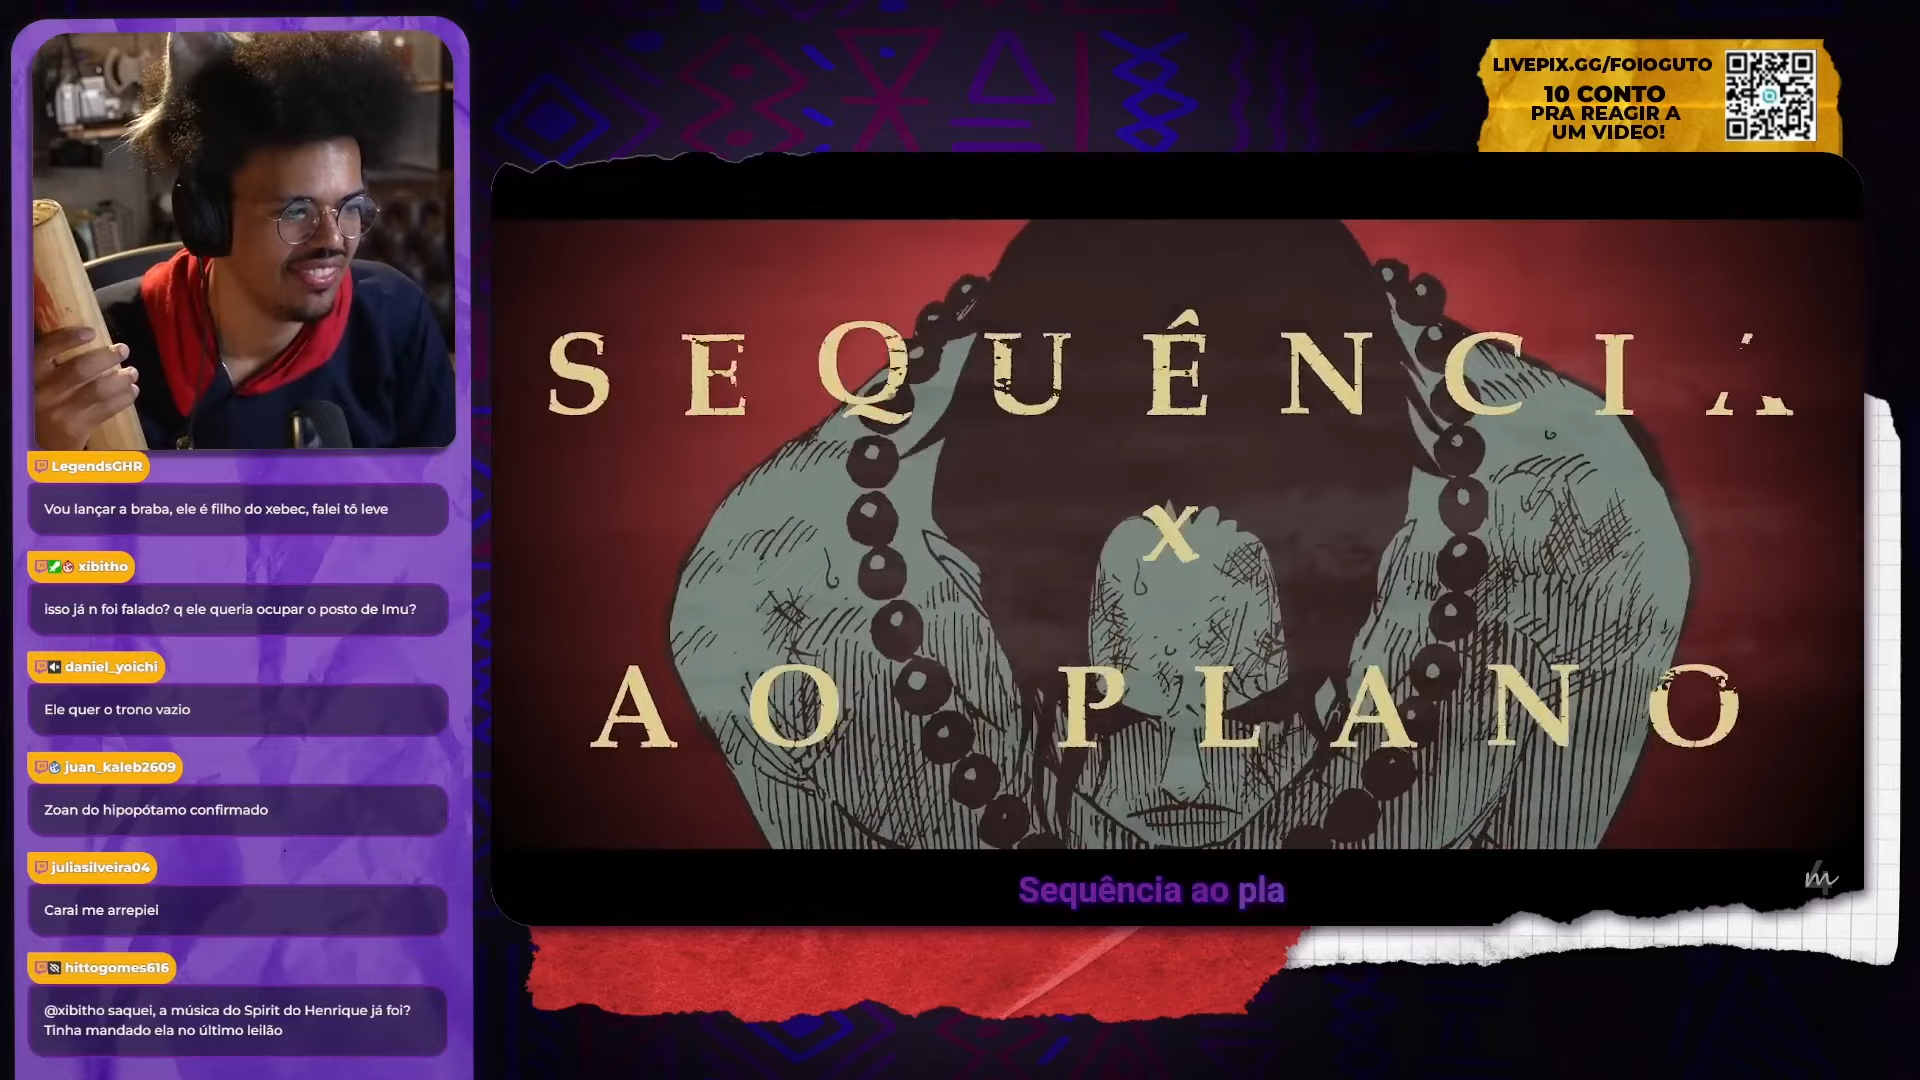 LIVEPIX.GG/FOIOGUTO
10 CONTO
PRA REAGIR A
UM VIDEO!
SEQUÊNCIA
X
AO PLANO
Sequência ao pla
LegendsGHR
Vou lançar a braba, ele é filho do xebec, falei tô leve
xibitho
isso já n foi falado? q ele queria ocupar o posto de Imu?
daniel_yoichi
Ele quer o trono vazio
juan_kaleb2609
Zoan do hipopótamo confirmado
juliasilveira04
Carai me arrepiei
hittogomes616
@xibitho saquei, a música do Spirit do Henrique já foi?
Tinha mandado ela no último leilão